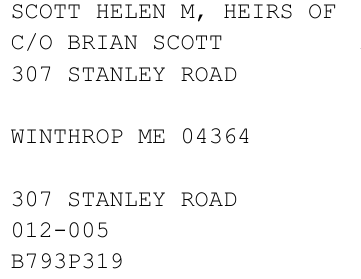 SCOTT HELEN M, HEIRS OF
C/O BRIAN SCOTT
307 STANLEY ROAD
WINTHROP ME 04364
307 STANLEY ROAD
012-005
B793P319